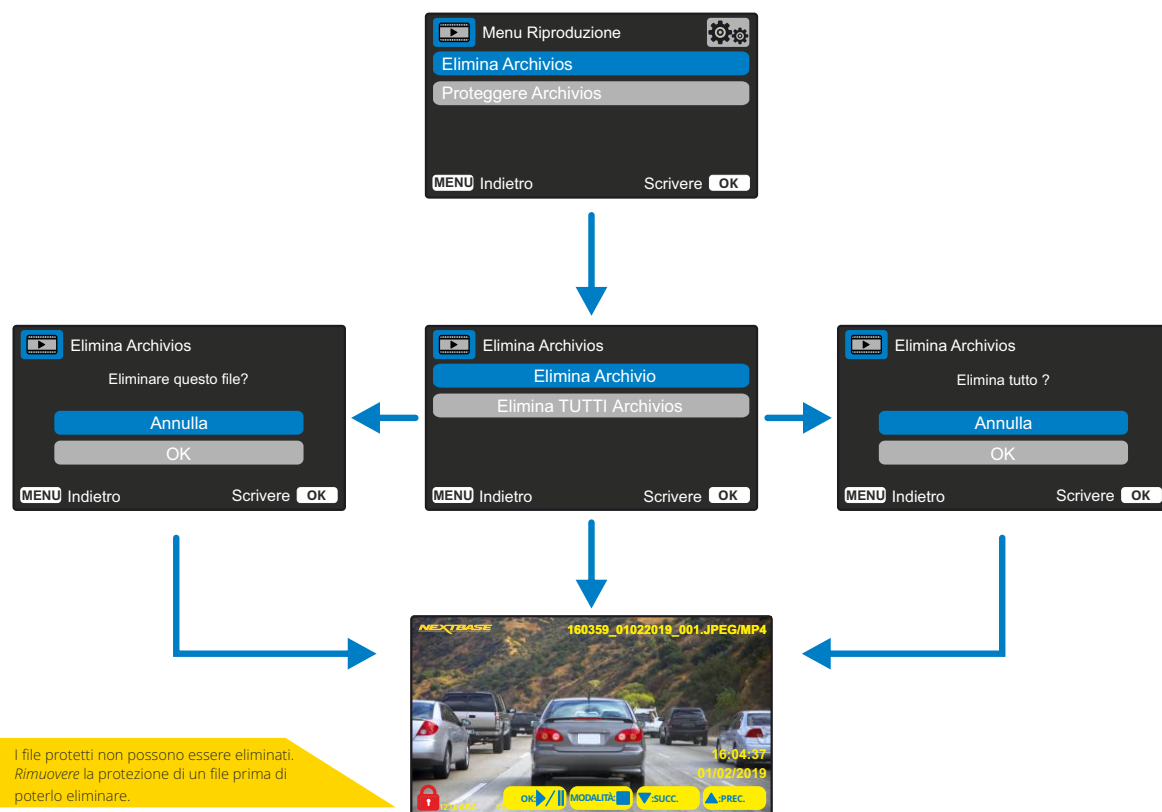 Menu Riproduzione
Elimina Archivios
Proteggere Archivios
MENU Indietro
Scrivere OK
Elimina Archivios
Eliminare questo file?
Annulla
OK
MENU Indietro
Scrivere OK
Elimina Archivios
Elimina Archivio
Elimina TUTTI Archivios
MENU Indietro
Scrivere OK
Elimina Archivios
Elimina tutto ?
Annulla
OK
MENU Indietro
Scrivere OK
NEXTBASE
160359_01022019_001.JPEG/MP4
16:04:37
01/02/2019
OK:
MODALITÀ:
:SUCC.
:PREC.
I file protetti non possono essere eliminati.
Rimuovere la protezione di un file prima di
poterlo eliminare.